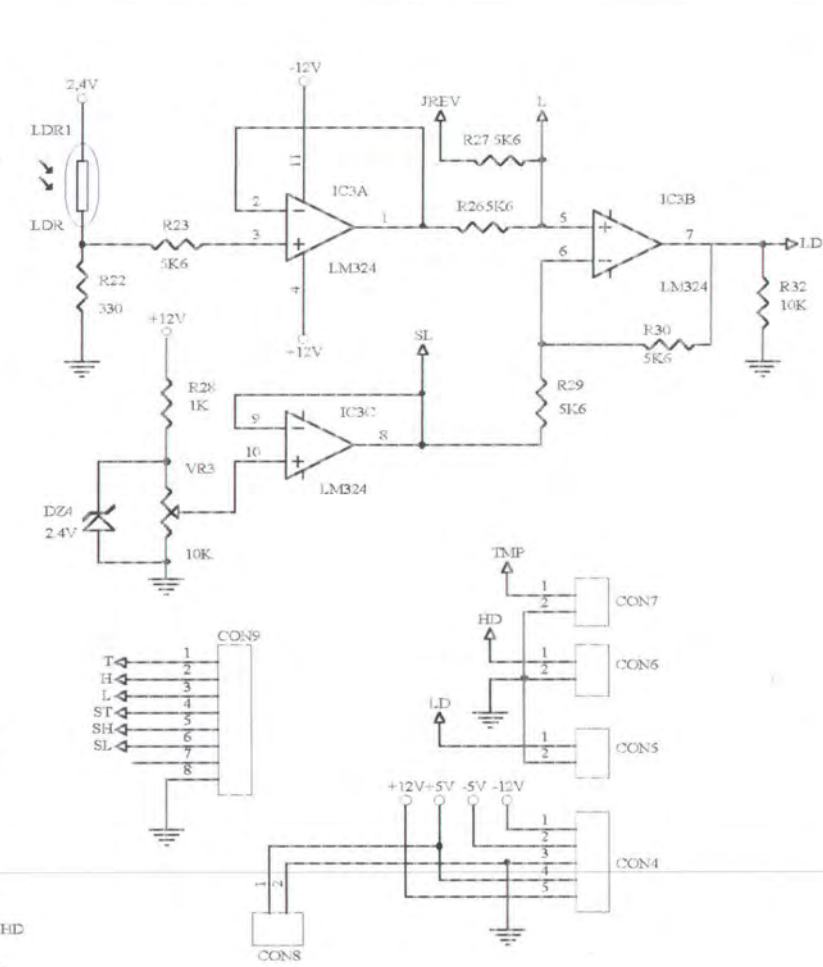 2,4V
LDR1
LDR
R22
330
R23
5K6
-12V
11
2
3
1
4
IC3A
LM324
+12V
JREV
L
R27 5K6
R26 5K6
5
6
7
IC3B
LM324
LD
R32
10K
R30
5K6
R29
5K6
+12V
R28
1K
VR3
10K
DZ4
2.4V
SL
9
10
8
IC3C
LM324
TMP
1
2
CON7
HD
1
2
CON6
LD
1
2
CON5
CON9
T 1
H 2
L 3
ST 4
SH 5
SL 6
7
8
+12V +5V -5V -12V
1
2
3
4
5
CON4
1
2
CON8
HD